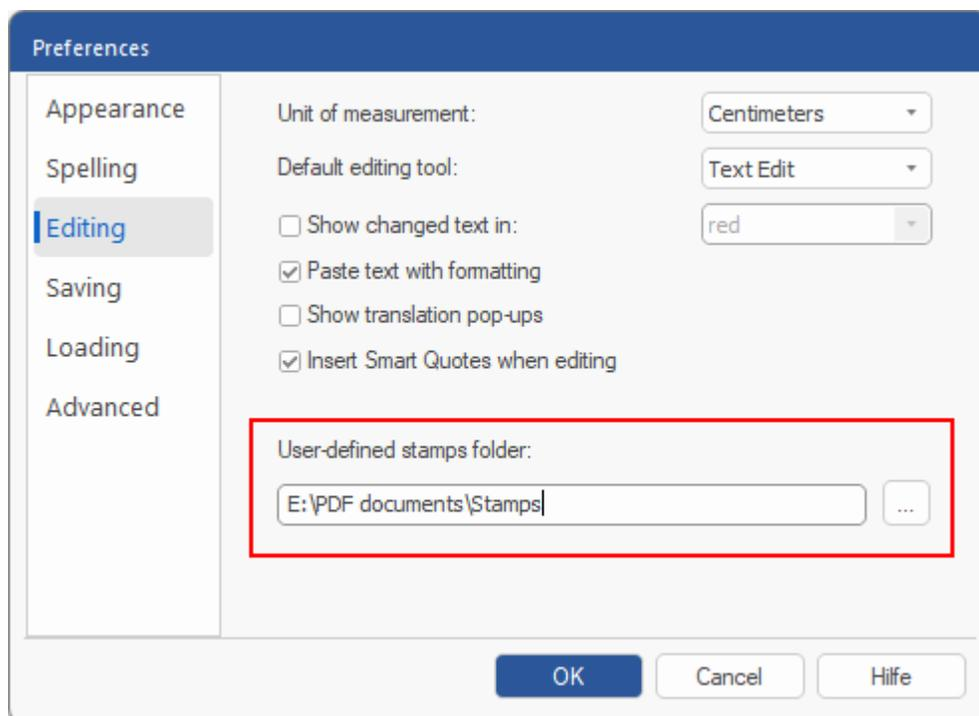 Preferences
Appearance
Spelling
Editing
Saving
Loading
Advanced
Unit of measurement: Centimeters
Default editing tool: Text Edit
Show changed text in: red
Paste text with formatting
Show translation pop-ups
Insert Smart Quotes when editing
User-defined stamps folder:
E:\PDF documents\Stamps ...
OK Cancel Hilfe